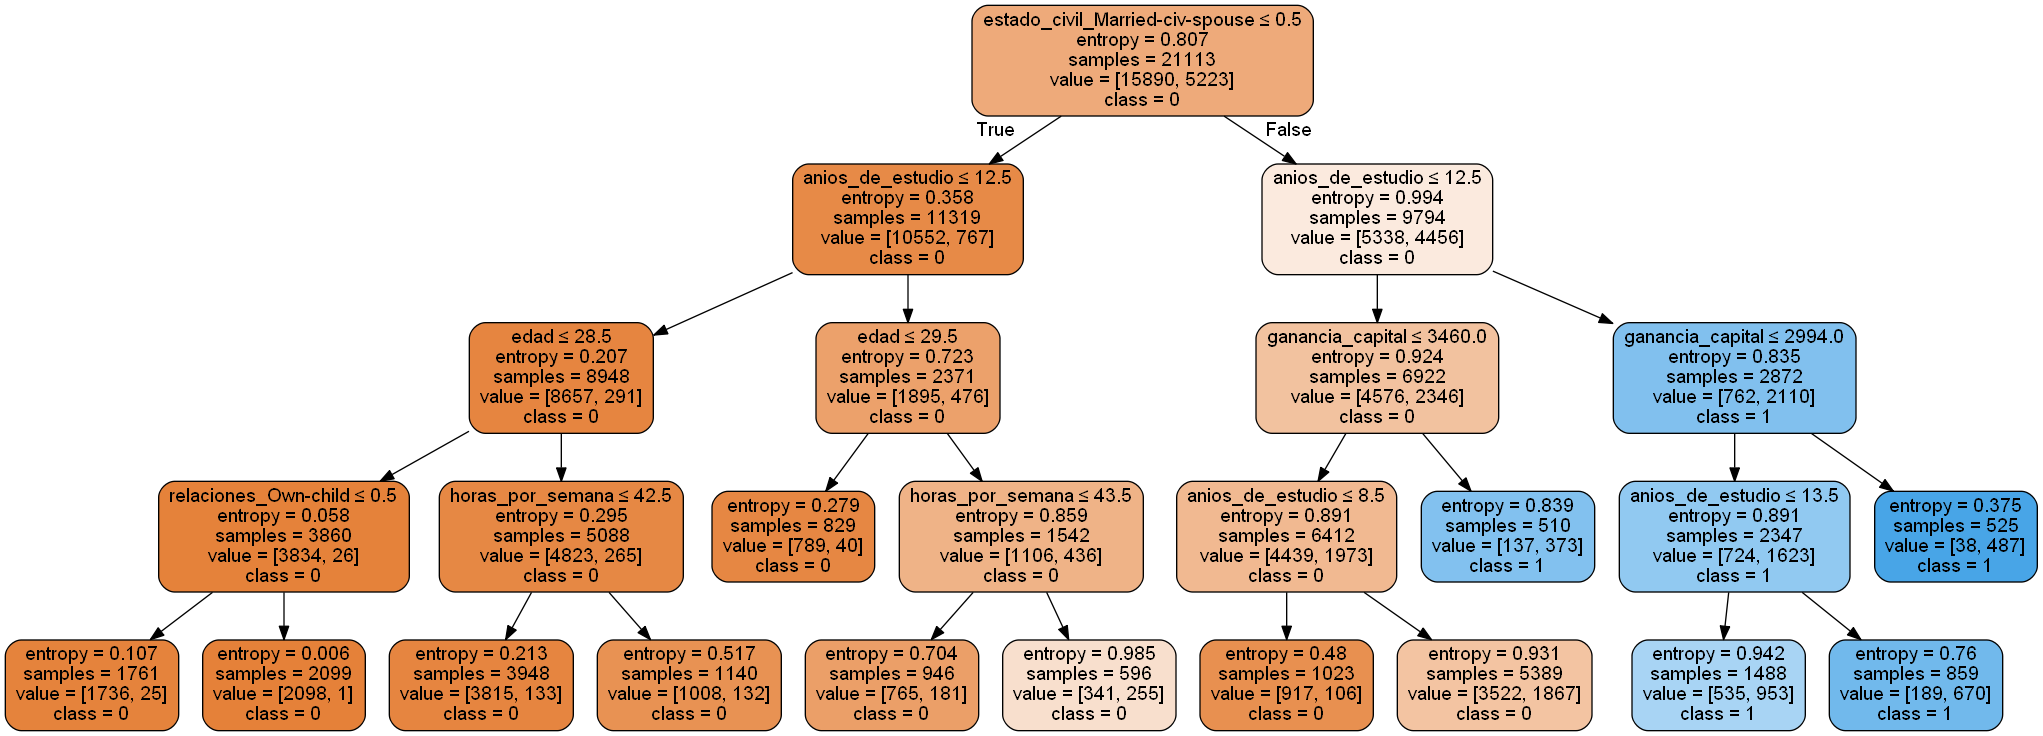 estado_civil_Married-civ-spouse ≤ 0.5
entropy = 0.807
samples = 21113
value = [15890, 5223]
class = 0
True
False
anios_de_estudio ≤ 12.5
entropy = 0.358
samples = 11319
value = [10552, 767]
class = 0
anios_de_estudio ≤ 12.5
entropy = 0.994
samples = 9794
value = [5338, 4456]
class = 0
edad ≤ 28.5
entropy = 0.207
samples = 8948
value = [8657, 291]
class = 0
edad ≤ 29.5
entropy = 0.723
samples = 2371
value = [1895, 476]
class = 0
ganancia_capital ≤ 3460.0
entropy = 0.924
samples = 6922
value = [4576, 2346]
class = 0
ganancia_capital ≤ 2994.0
entropy = 0.835
samples = 2872
value = [762, 2110]
class = 1
relaciones_Own-child ≤ 0.5
entropy = 0.058
samples = 3860
value = [3834, 26]
class = 0
horas_por_semana ≤ 42.5
entropy = 0.295
samples = 5088
value = [4823, 265]
class = 0
entropy = 0.279
samples = 829
value = [789, 40]
class = 0
horas_por_semana ≤ 43.5
entropy = 0.859
samples = 1542
value = [1106, 436]
class = 0
anios_de_estudio ≤ 8.5
entropy = 0.891
samples = 6412
value = [4439, 1973]
class = 0
entropy = 0.839
samples = 510
value = [137, 373]
class = 1
anios_de_estudio ≤ 13.5
entropy = 0.891
samples = 2347
value = [724, 1623]
class = 1
entropy = 0.375
samples = 525
value = [38, 487]
class = 1
entropy = 0.107
samples = 1761
value = [1736, 25]
class = 0
entropy = 0.006
samples = 2099
value = [2098, 1]
class = 0
entropy = 0.213
samples = 3948
value = [3815, 133]
class = 0
entropy = 0.517
samples = 1140
value = [1008, 132]
class = 0
entropy = 0.704
samples = 946
value = [765, 181]
class = 0
entropy = 0.985
samples = 596
value = [341, 255]
class = 0
entropy = 0.48
samples = 1023
value = [917, 106]
class = 0
entropy = 0.931
samples = 5389
value = [3522, 1867]
class = 0
entropy = 0.942
samples = 1488
value = [535, 953]
class = 1
entropy = 0.76
samples = 859
value = [189, 670]
class = 1